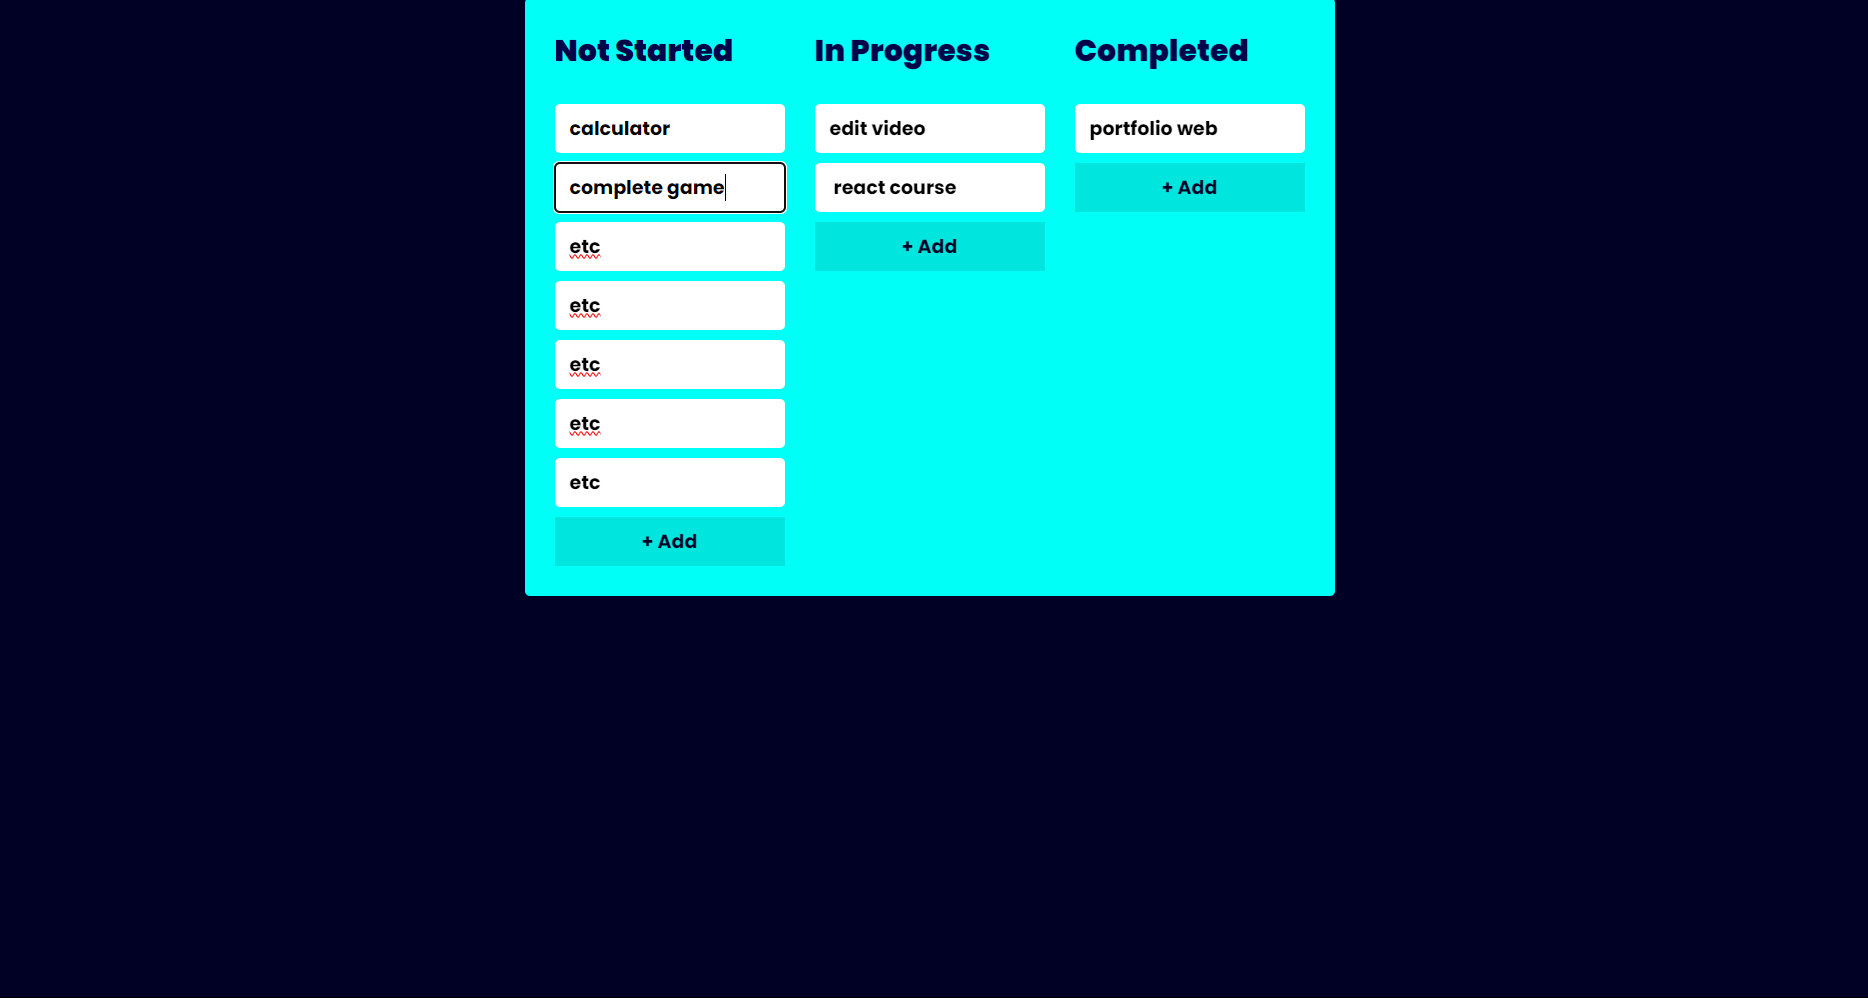 Not Started
calculator
complete game
etc
etc
etc
etc
etc
+ Add
In Progress
edit video
react course
+ Add
Completed
portfolio web
+ Add